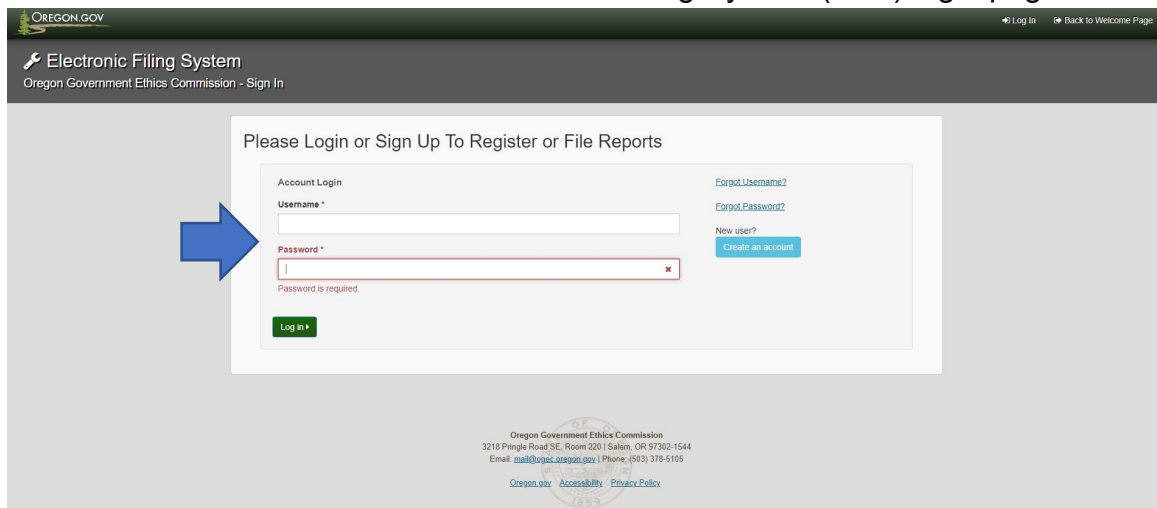 OREGON.GOV
Log In Back to Welcome Page
Electronic Filing System
Oregon Government Ethics Commission - Sign In
Please Login or Sign Up To Register or File Reports
Account Login
Username *
Password *
Password is required.
Log in
Forgot Username?
Forgot Password?
New user?
Create an account
Oregon Government Ethics Commission
3218 Pringle Road SE, Room 220 | Salem, OR 97302-1544
Email: mail@ogec.oregon.gov | Phone: (503) 378-5105
Oregon.gov Accessibility Privacy Policy
1859